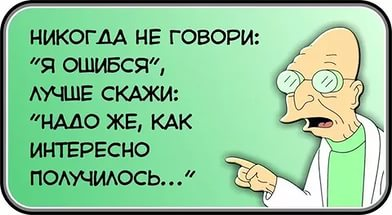 НИКОГДА НЕ ГОВОРИ:
"Я ОШИБСЯ",
ЛУЧШЕ СКАЖИ:
"НАДО ЖЕ, КАК
ИНТЕРЕСНО
ПОЛУЧИЛОСЬ..."